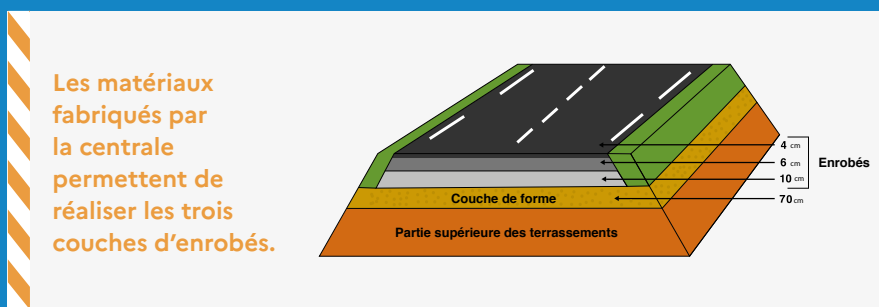 Les matériaux
fabriqués par
la centrale
permettent de
réaliser les trois
couches d'enrobés.
4 cm
6 cm
Enrobés
10 cm
70 cm
Couche de forme
Partie supérieure des terrassements